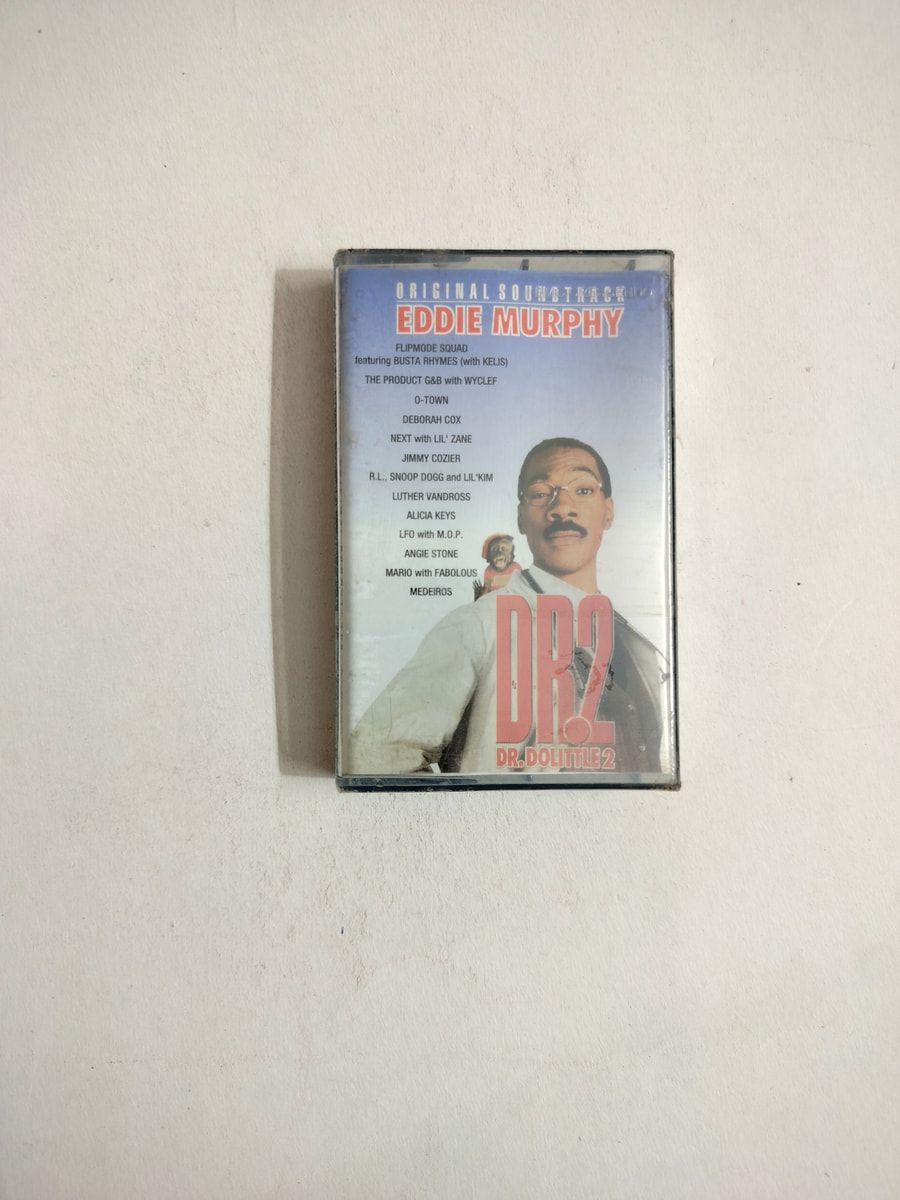 ORIGINAL SOUNDTRACK
EDDIE MURPHY
FLIPMODE SQUAD
featuring BUSTA RHYMES (with KELIS)
THE PRODUCT G&B with WYCLEF
O-TOWN
DEBORAH COX
NEXT with LIL' ZANE
JIMMY COZIER
R.L., SNOOP DOGG and LIL'KIM
LUTHER VANDROSS
ALICIA KEYS
LFO with M.O.P.
ANGIE STONE
MARIO with FABOLOUS
MEDEIROS
DR.2
DR. DOLITTLE 2